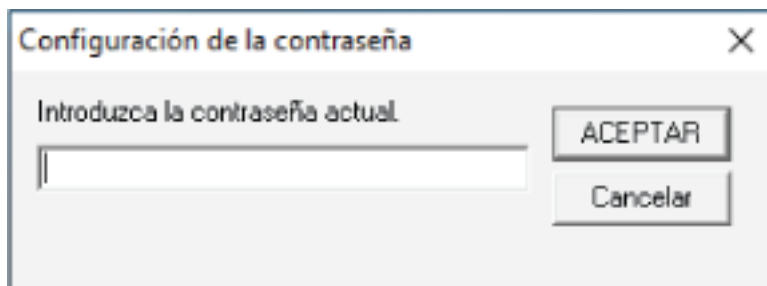 Configuración de la contraseña
Introduzca la contraseña actual.
ACEPTAR
Cancelar